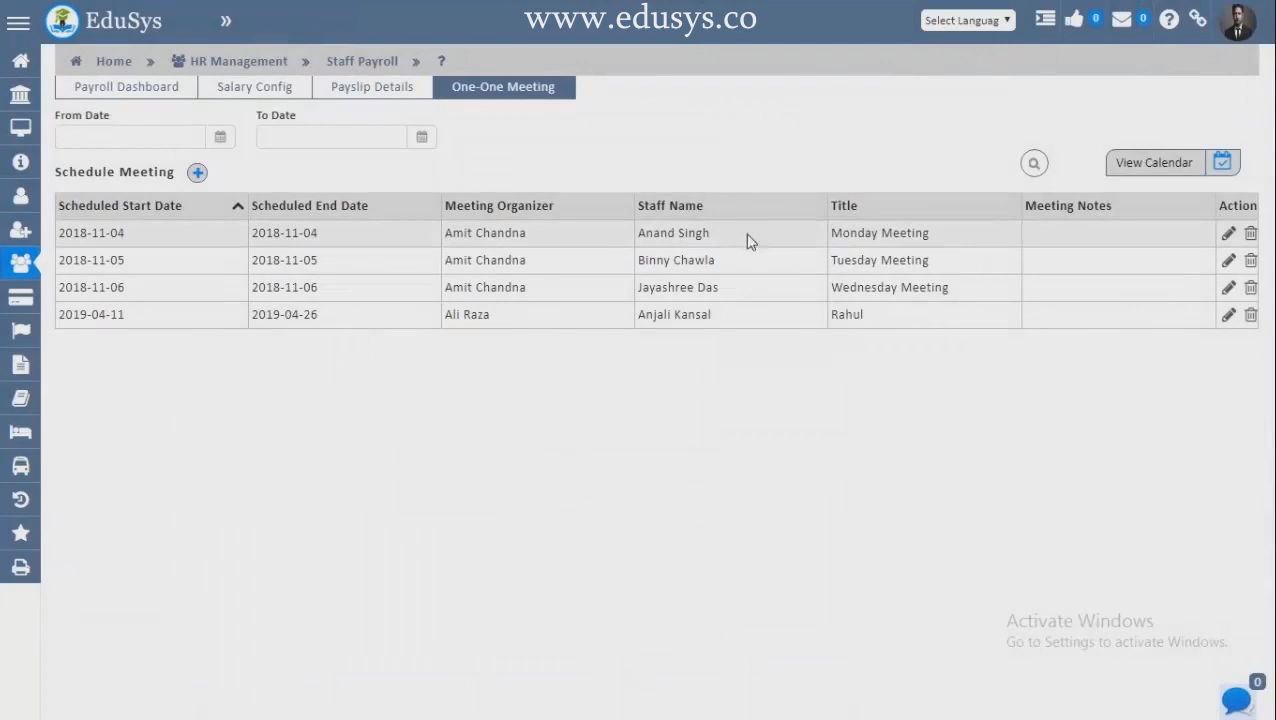 EduSys » www.edusys.co Select Languag 0 0
Home » HR Management » Staff Payroll » ?
Payroll Dashboard Salary Config Payslip Details One-One Meeting
From Date To Date
Schedule Meeting View Calendar
Scheduled Start Date Scheduled End Date Meeting Organizer Staff Name Title Meeting Notes Action
2018-11-04 2018-11-04 Amit Chandna Anand Singh Monday Meeting
2018-11-05 2018-11-05 Amit Chandna Binny Chawla Tuesday Meeting
2018-11-06 2018-11-06 Amit Chandna Jayashree Das Wednesday Meeting
2019-04-11 2019-04-26 Ali Raza Anjali Kansal Rahul
Activate Windows
Go to Settings to activate Windows.
0